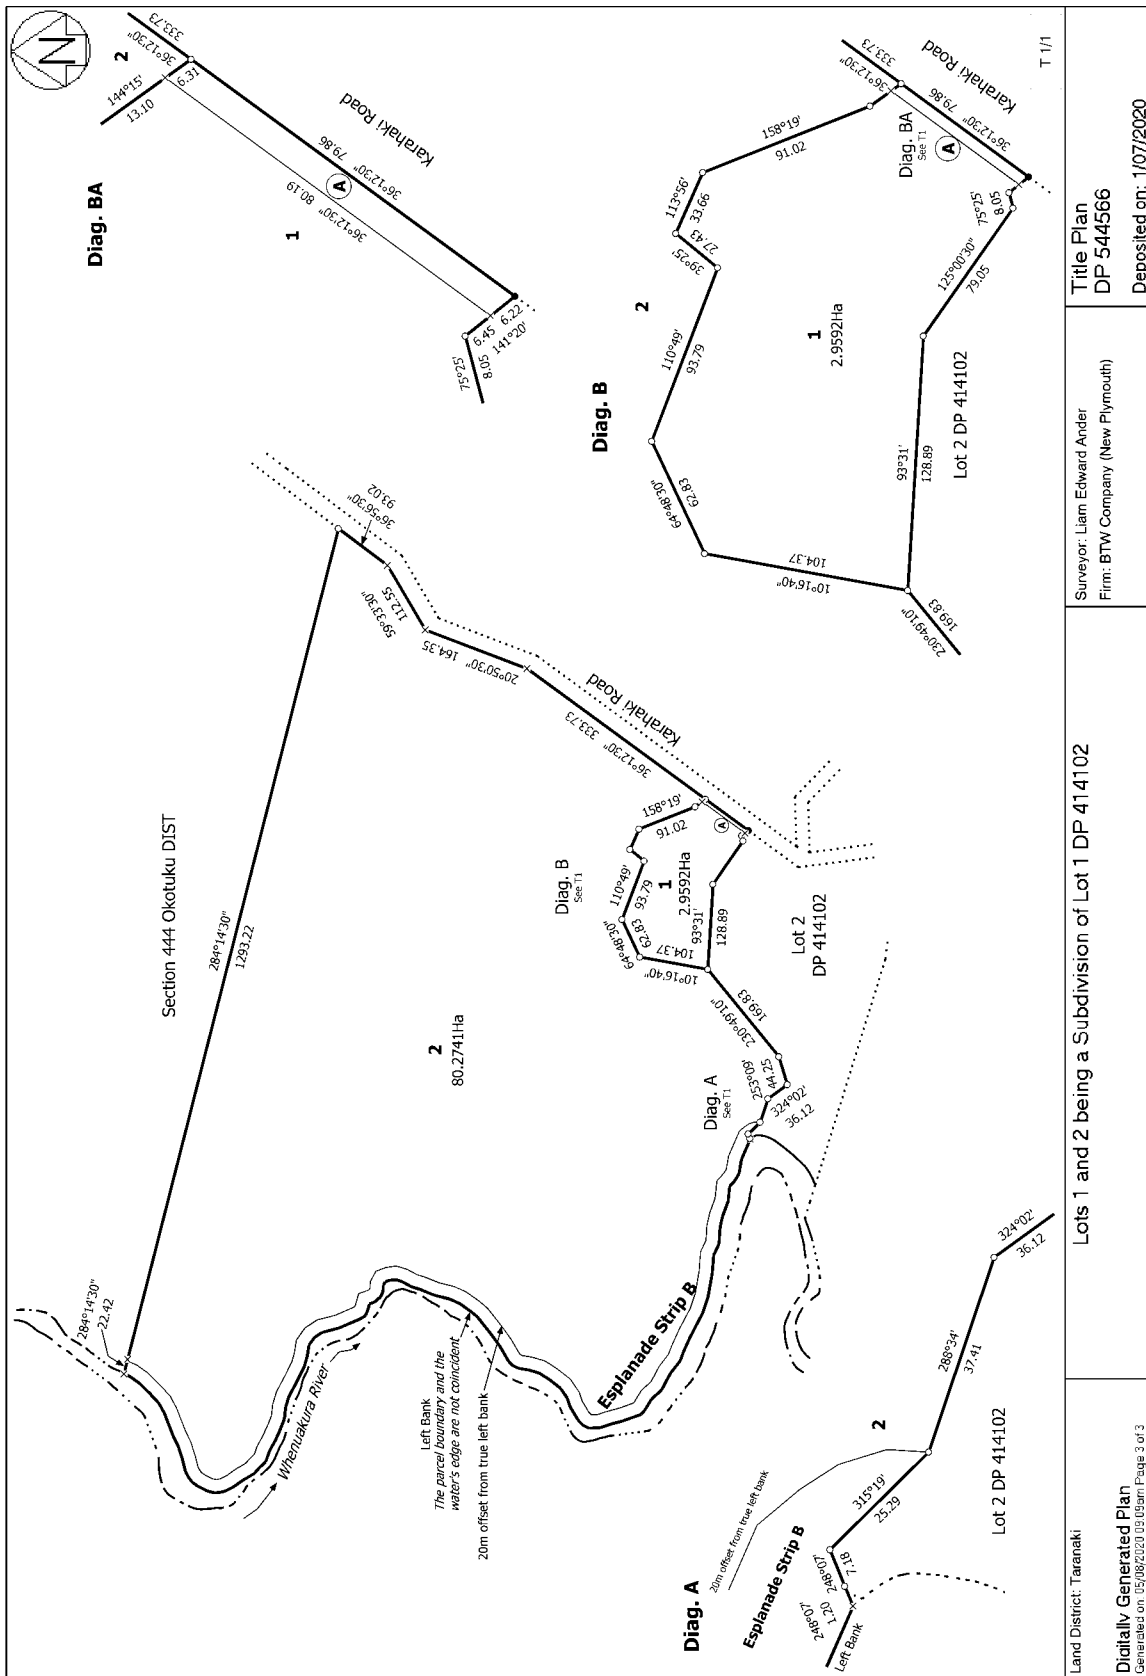 N
Section 444 Okotuku DIST
284°14'30"
1293.22
284°14'30"
22.42
Whenuakura River
Left Bank
The parcel boundary and the
water's edge are not coincident
20m offset from true left bank
Esplanade Strip B
2
80.2741Ha
36°56'30"
93.02
59°33'30"
112.55
20°50'30" 164.35
36°12'30" 333.73
Karahaki Road
Diag. B
See T1
158°19'
91.02
110°49'
93.79
64°48'30"
62.83
10°16'40"
104.37
1
2.9592Ha
93°31'
128.89
A
Lot 2
DP 414102
230°49'10"
169.83
Diag. A
See T1
253°09'
44.25
324°02'
36.12
Diag. A
20m offset from true left bank
Esplanade Strip B
248°07'
1.20
248°07'
7.18
Left Bank
315°19'
25.29
2
288°34'
37.41
324°02'
36.12
Lot 2 DP 414102
Diag. BA
144°15'
13.10
2
36°12'30"
333.73
6.31
1
36°12'30"
80.19
A
79.86
36°12'30"
Karahaki Road
75°25'
8.05
6.45
6.22
141°20'
Diag. B
2
110°49'
93.79
39°25'
27.43
113°56'
33.66
158°19'
91.02
36°12'30"
333.73
Diag. BA
See T1
A
79.86
36°12'30"
Karahaki Road
64°48'30"
62.83
10°16'40"
104.37
1
2.9592Ha
75°25'
8.05
125°00'30"
79.05
93°31'
128.89
Lot 2 DP 414102
230°49'10"
169.83
T 1/1
Land District: Taranaki
Digitally Generated Plan
Generated on: 05/08/2020 09:09am Page 3 of 3
Lots 1 and 2 being a Subdivision of Lot 1 DP 414102
Surveyor: Liam Edward Ander
Firm: BTW Company (New Plymouth)
Title Plan
DP 544566
Deposited on: 1/07/2020